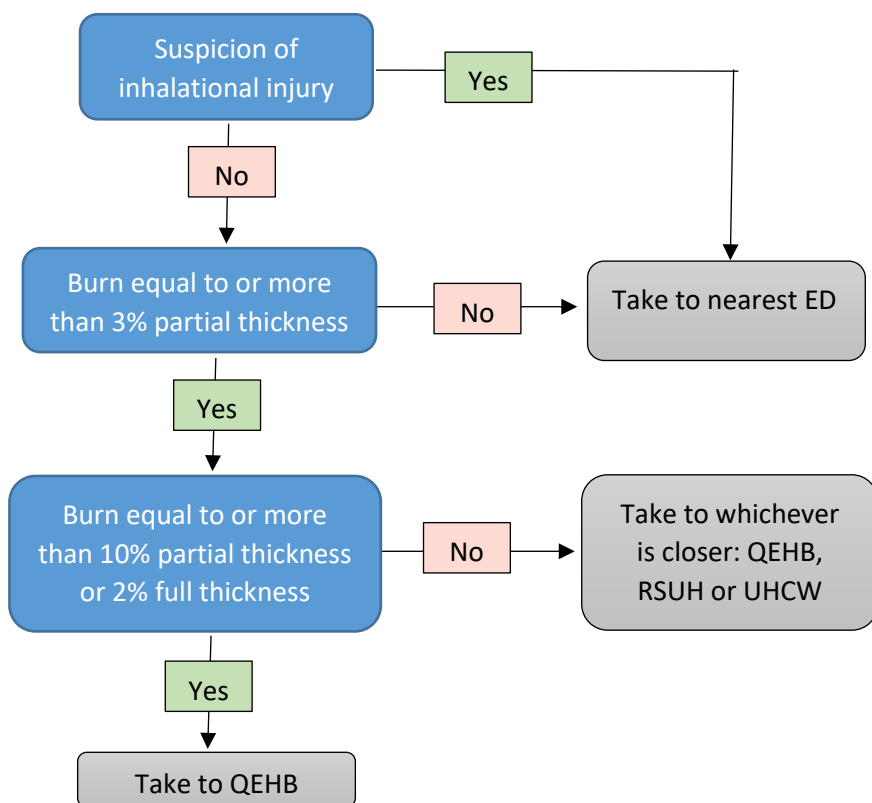 Suspicion of
inhalational injury
Yes
No
Burn equal to or more
than 3% partial thickness
No
Take to nearest ED
Yes
Burn equal to or more
than 10% partial thickness
or 2% full thickness
No
Take to whichever
is closer: QEHB,
RSUH or UHCW
Yes
Take to QEHB